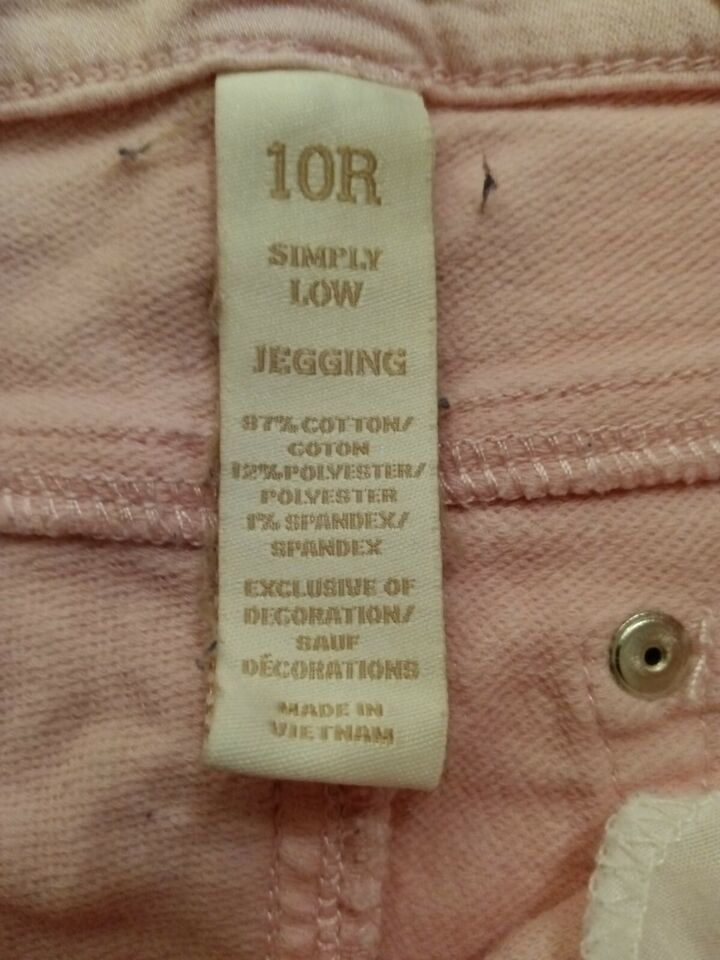 10R
SIMPLY
LOW
JEGGING
87% COTTON/
COTON
12% POLYESTER/
POLYESTER
1% SPANDEX/
SPANDEX
EXCLUSIVE OF
DECORATION/
SAUF
DÉCORATIONS
MADE IN
VIETNAM